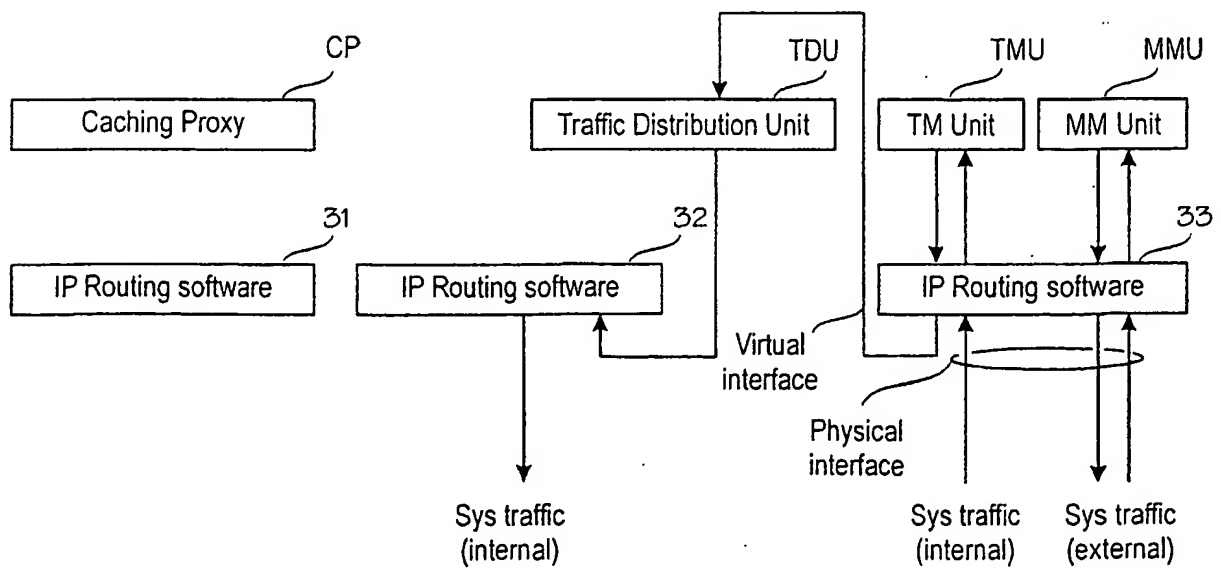 CP
TDU
TMU
MMU
Caching Proxy
Traffic Distribution Unit
TM Unit
MM Unit
31
32
33
IP Routing software
IP Routing software
IP Routing software
Virtual
interface
Physical
interface
Sys traffic
(internal)
Sys traffic
(internal)
Sys traffic
(external)